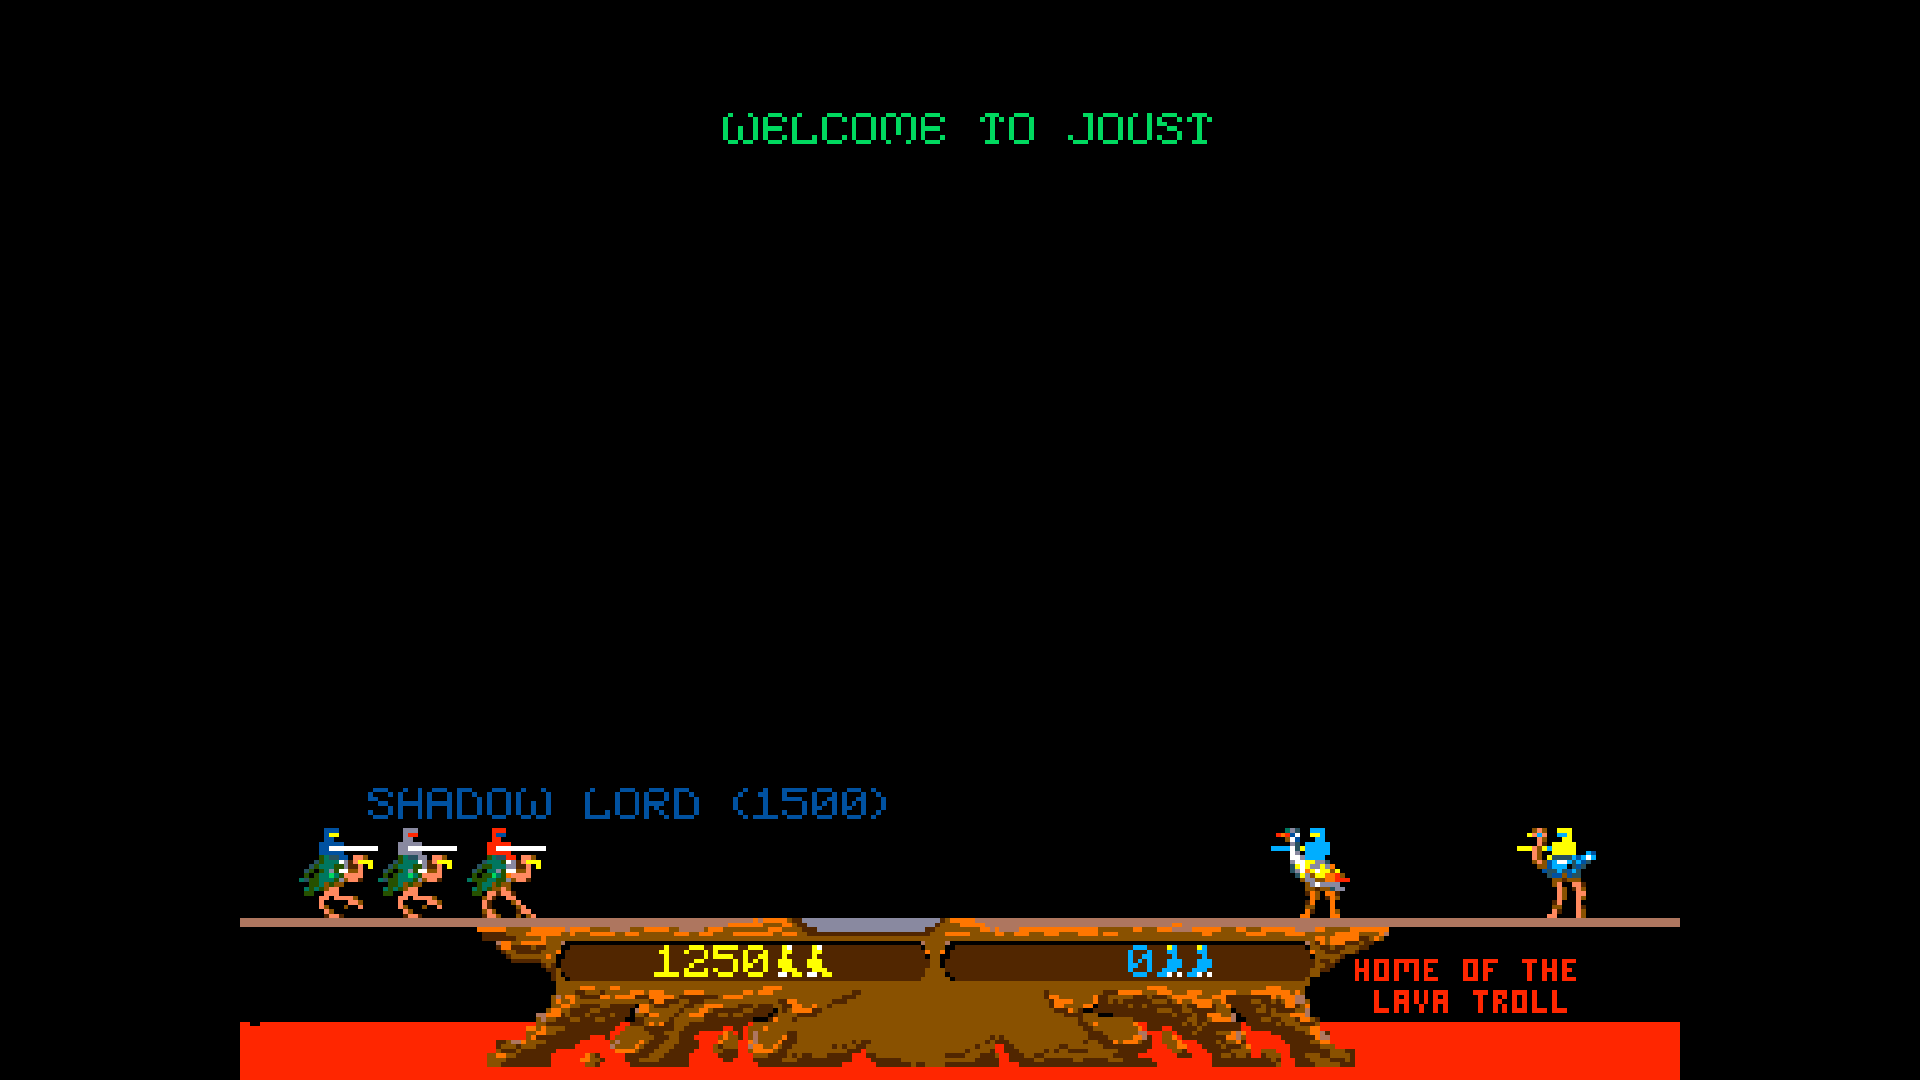 WELCOME TO JOUST
SHADOW LORD (1500)
1250 0
HOME OF THE
LAVA TROLL